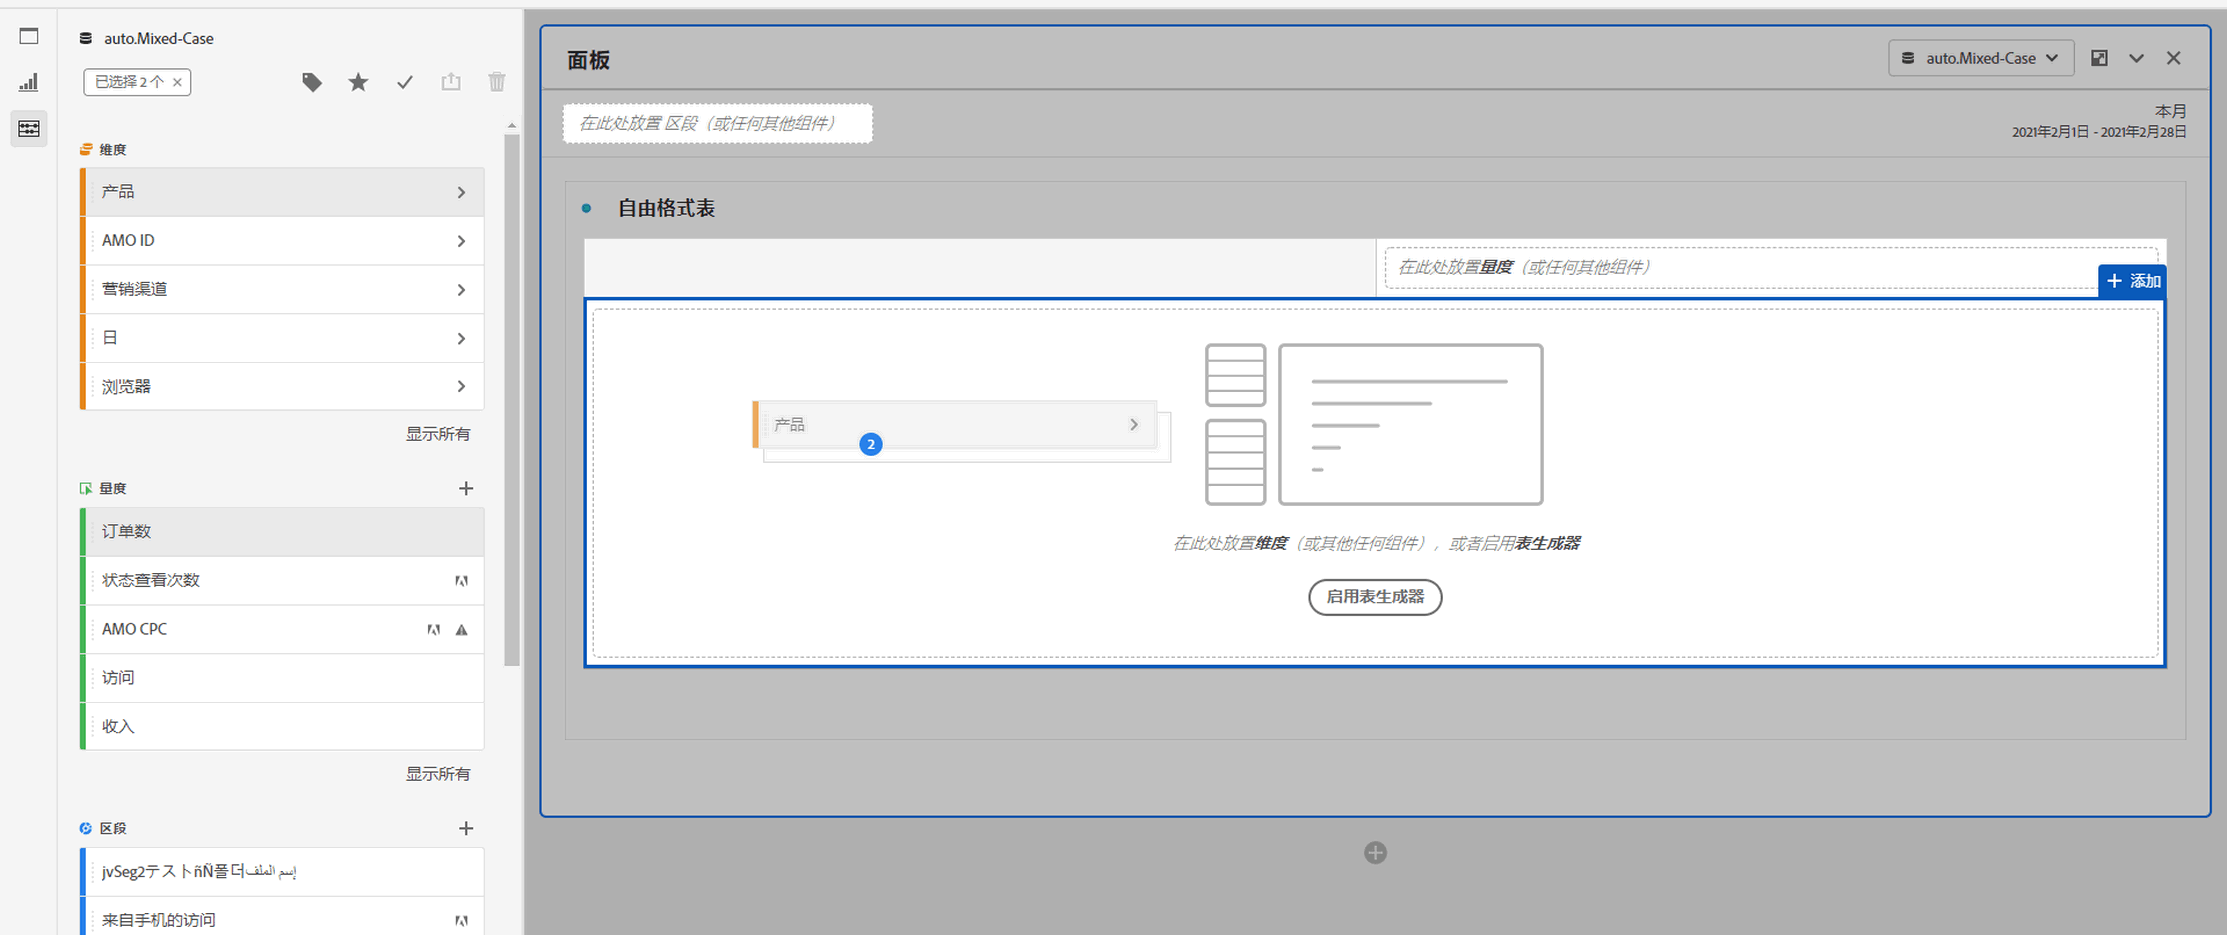 auto.Mixed-Case
已选择 2 个
维度
产品
AMO ID
营销渠道
日
浏览器
显示所有
量度
订单数
状态查看次数
AMO CPC
访问
收入
显示所有
区段
jvSeg2テストñÑ폴더إسم الملف
来自手机的访问
面板
auto.Mixed-Case
在此处放置 区段（或任何其他组件）
本月
2021年2月1日 - 2021年2月28日
自由格式表
在此处放置量度（或任何其他组件）
添加
产品
2
在此处放置维度（或其他任何组件），或者启用表生成器
启用表生成器